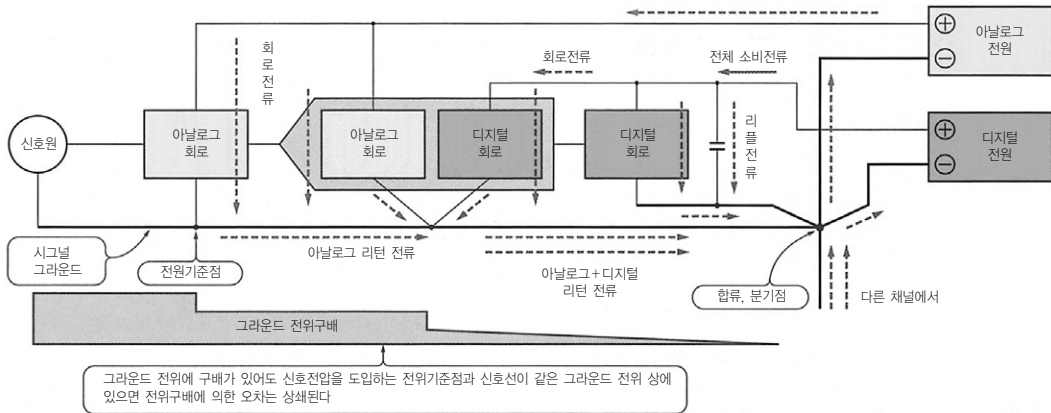 아날로그
전원
회로전류
회로전류
전체 소비전류
리플전류
신호원
아날로그
회로
아날로그
회로
디지털
회로
디지털
회로
디지털
전원
시그널
그라운드
전원기준점
아날로그 리턴 전류
아날로그+디지털
리턴 전류
합류, 분기점
다른 채널에서
그라운드 전위구배
그라운드 전위에 구배가 있어도 신호전압을 도입하는 전위기준점과 신호선이 같은 그라운드 전위 상에
있으면 전위구배에 의한 오차는 상쇄된다